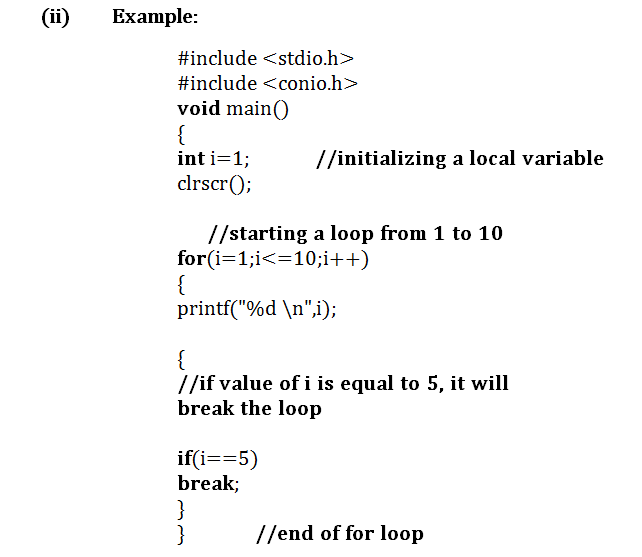 (ii) Example:
#include <stdio.h>
#include <conio.h>
void main()
{
int i=1; //initializing a local variable
clrscr();
//starting a loop from 1 to 10
for(i=1;i<=10;i++)
{
printf("%d \n",i);
{
//if value of i is equal to 5, it will
break the loop
if(i==5)
break;
}
} //end of for loop